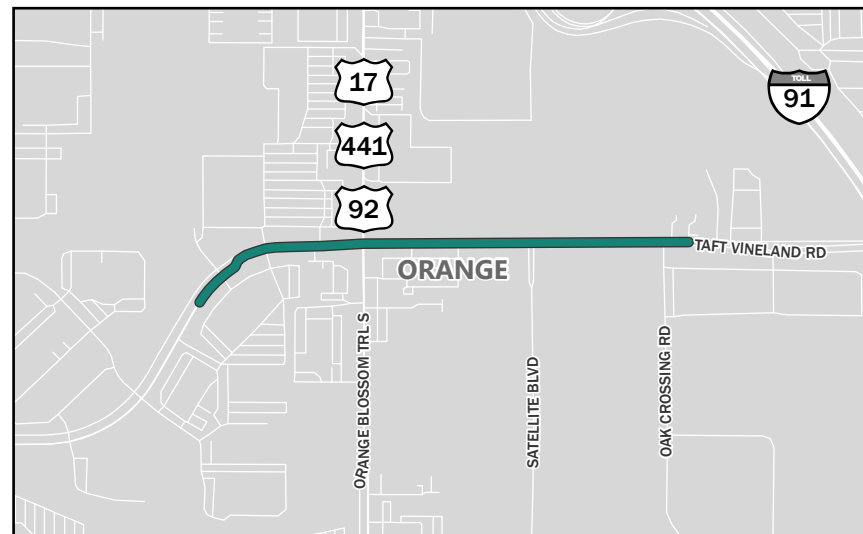 17
TOLL
91
441
92
TAFT VINELAND RD
ORANGE
ORANGE BLOSSOM TRL S
SATELLITE BLVD
OAK CROSSING RD